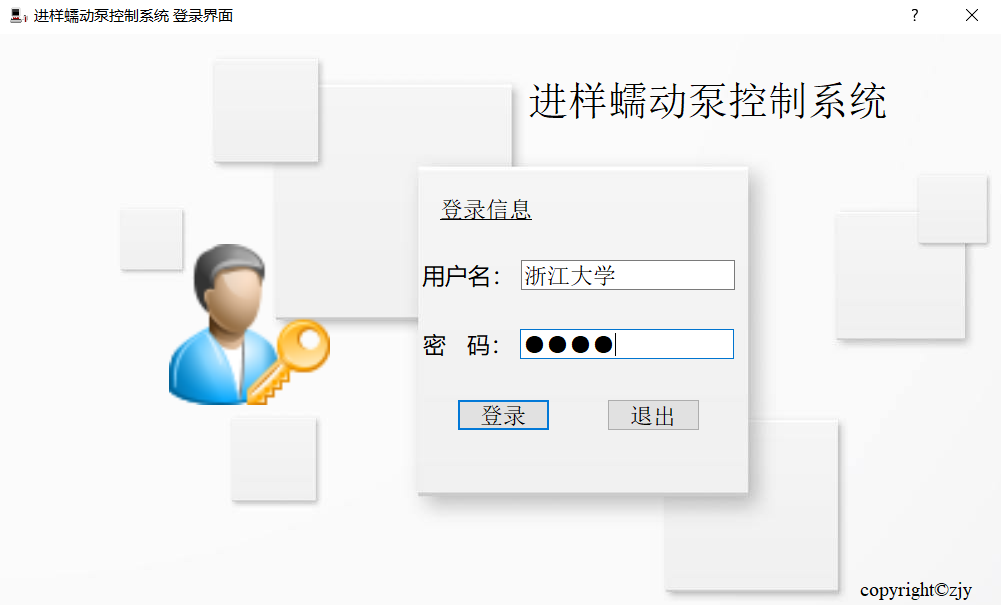 进样蠕动泵控制系统 登录界面
?
进样蠕动泵控制系统
登录信息
用户名： 浙江大学
密 码： ●●●●
登录 退出
copyright©zjy